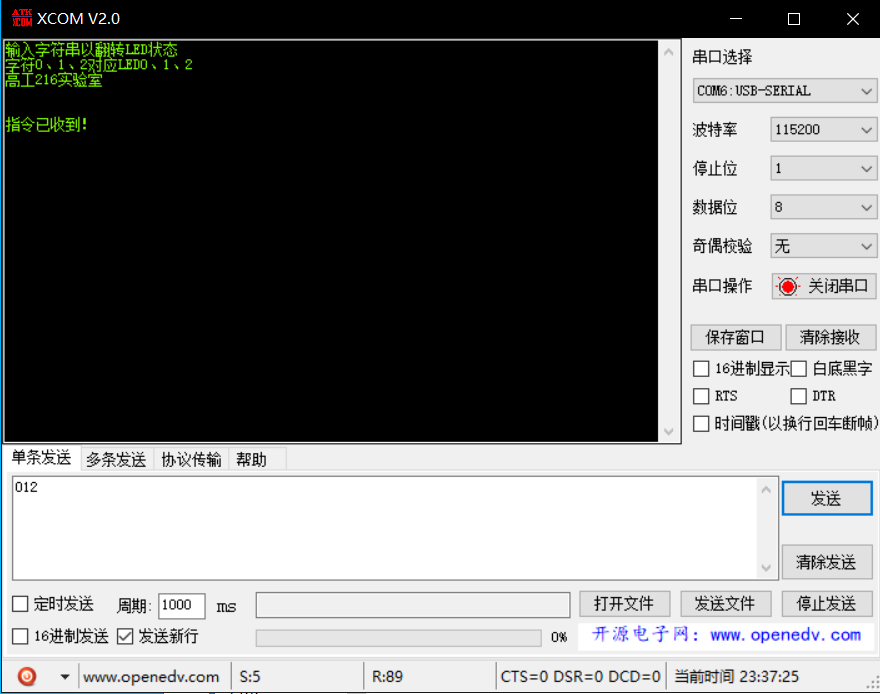 ATK XCOM XCOM V2.0
输入字符串以翻转LED状态
字符0、1、2对应LED0、1、2
高工216实验室
指令已收到!
串口选择
COM6:USB-SERIAL
波特率 115200
停止位 1
数据位 8
奇偶校验 无
串口操作 关闭串口
保存窗口 清除接收
16进制显示 白底黑字
RTS DTR
时间戳(以换行回车断帧)
单条发送 多条发送 协议传输 帮助
012
发送
清除发送
定时发送 周期: 1000 ms 打开文件 发送文件 停止发送
16进制发送 发送新行 0% 开源电子网: www.openedv.com
www.openedv.com S:5 R:89 CTS=0 DSR=0 DCD=0 当前时间 23:37:25